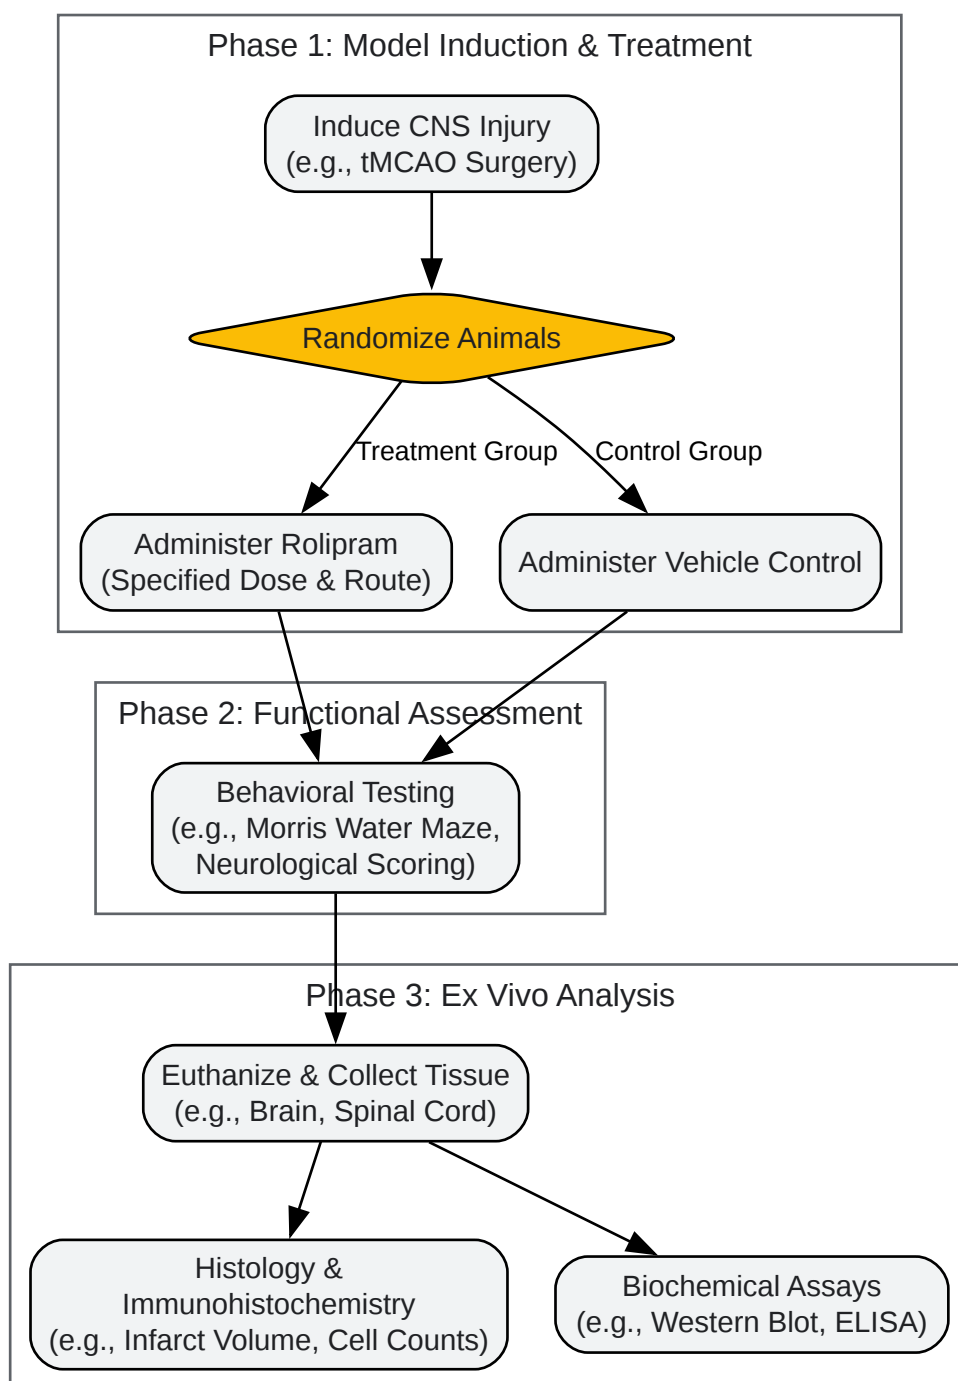 Phase 1: Model Induction & Treatment
Induce CNS Injury
(e.g., tMCAO Surgery)
Randomize Animals
Treatment Group
Control Group
Administer Rolipram
(Specified Dose & Route)
Administer Vehicle Control
Phase 2: Functional Assessment
Behavioral Testing
(e.g., Morris Water Maze,
Neurological Scoring)
Phase 3: Ex Vivo Analysis
Euthanize & Collect Tissue
(e.g., Brain, Spinal Cord)
Histology &
Immunohistochemistry
(e.g., Infarct Volume, Cell Counts)
Biochemical Assays
(e.g., Western Blot, ELISA)